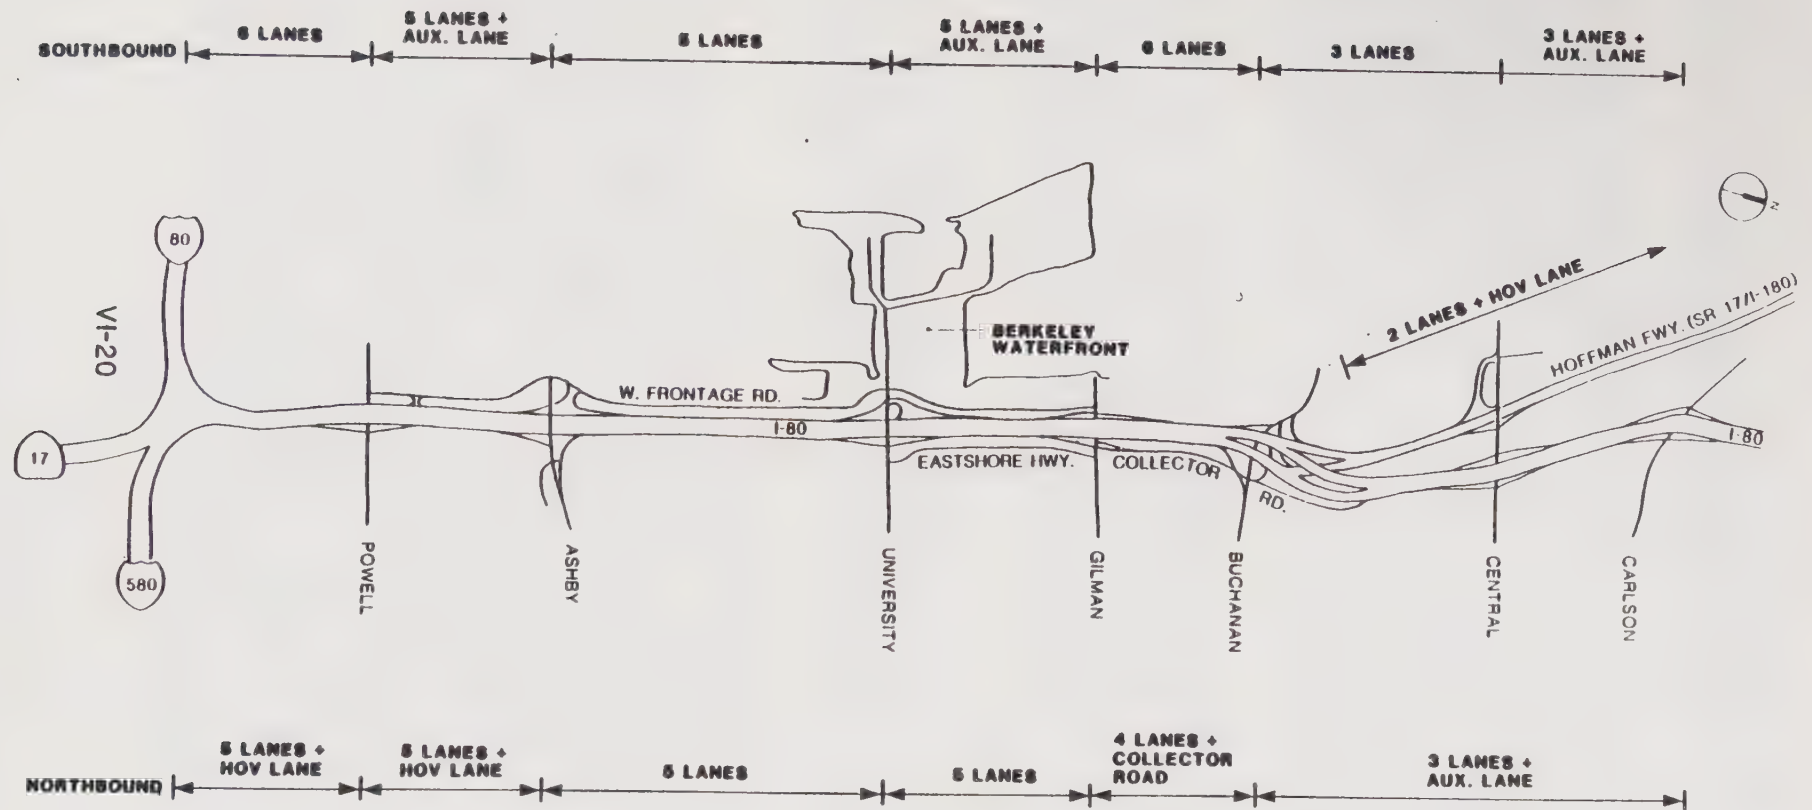 SOUTHBOUND
6 LANES
5 LANES +
AUX. LANE
5 LANES
5 LANES +
AUX. LANE
6 LANES
3 LANES
3 LANES +
AUX. LANE
N
80
VI-20
17
580
BERKELEY
WATERFRONT
2 LANES + HOV LANE
HOFFMAN FWY. (SR 17/I-180)
W. FRONTAGE RD.
I-80
I-80
EASTSHORE HWY.
COLLECTOR
RD.
POWELL
ASHBY
UNIVERSITY
GILMAN
BUCHANAN
CENTRAL
CARLSON
NORTHBOUND
5 LANES +
HOV LANE
5 LANES +
HOV LANE
5 LANES
5 LANES
4 LANES +
COLLECTOR
ROAD
3 LANES +
AUX. LANE